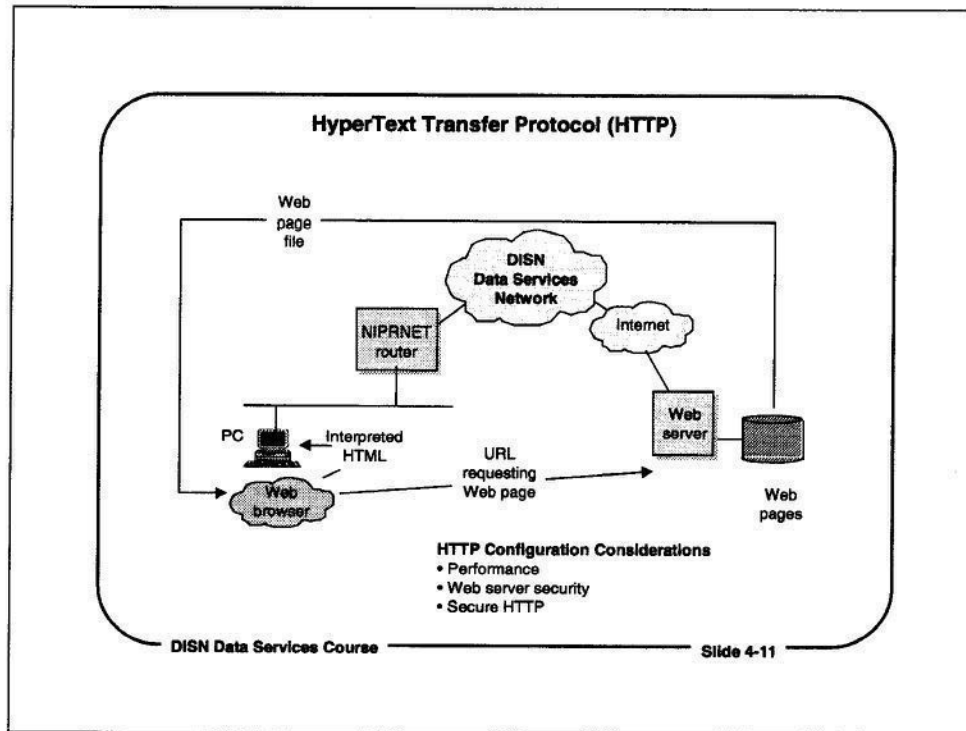 HyperText Transfer Protocol (HTTP)
Web
page
file
DISN
Data Services
Network
Internet
NIPRNET
router
PC
Interpreted
HTML
Web
browser
URL
requesting
Web page
Web
server
Web
pages
HTTP Configuration Considerations
• Performance
• Web server security
• Secure HTTP
DISN Data Services Course
Slide 4-11